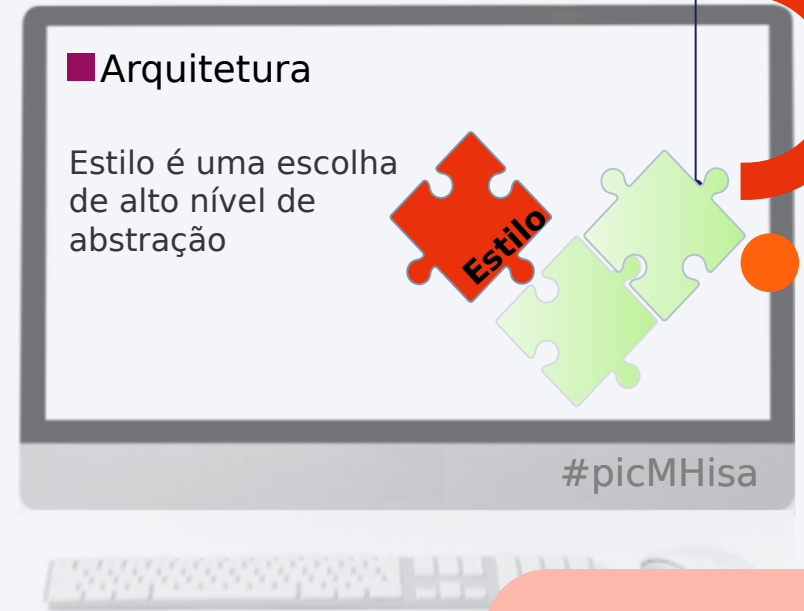 Arquitetura
Estilo é uma escolha
de alto nível de
abstração
Estilo
#picMHisa